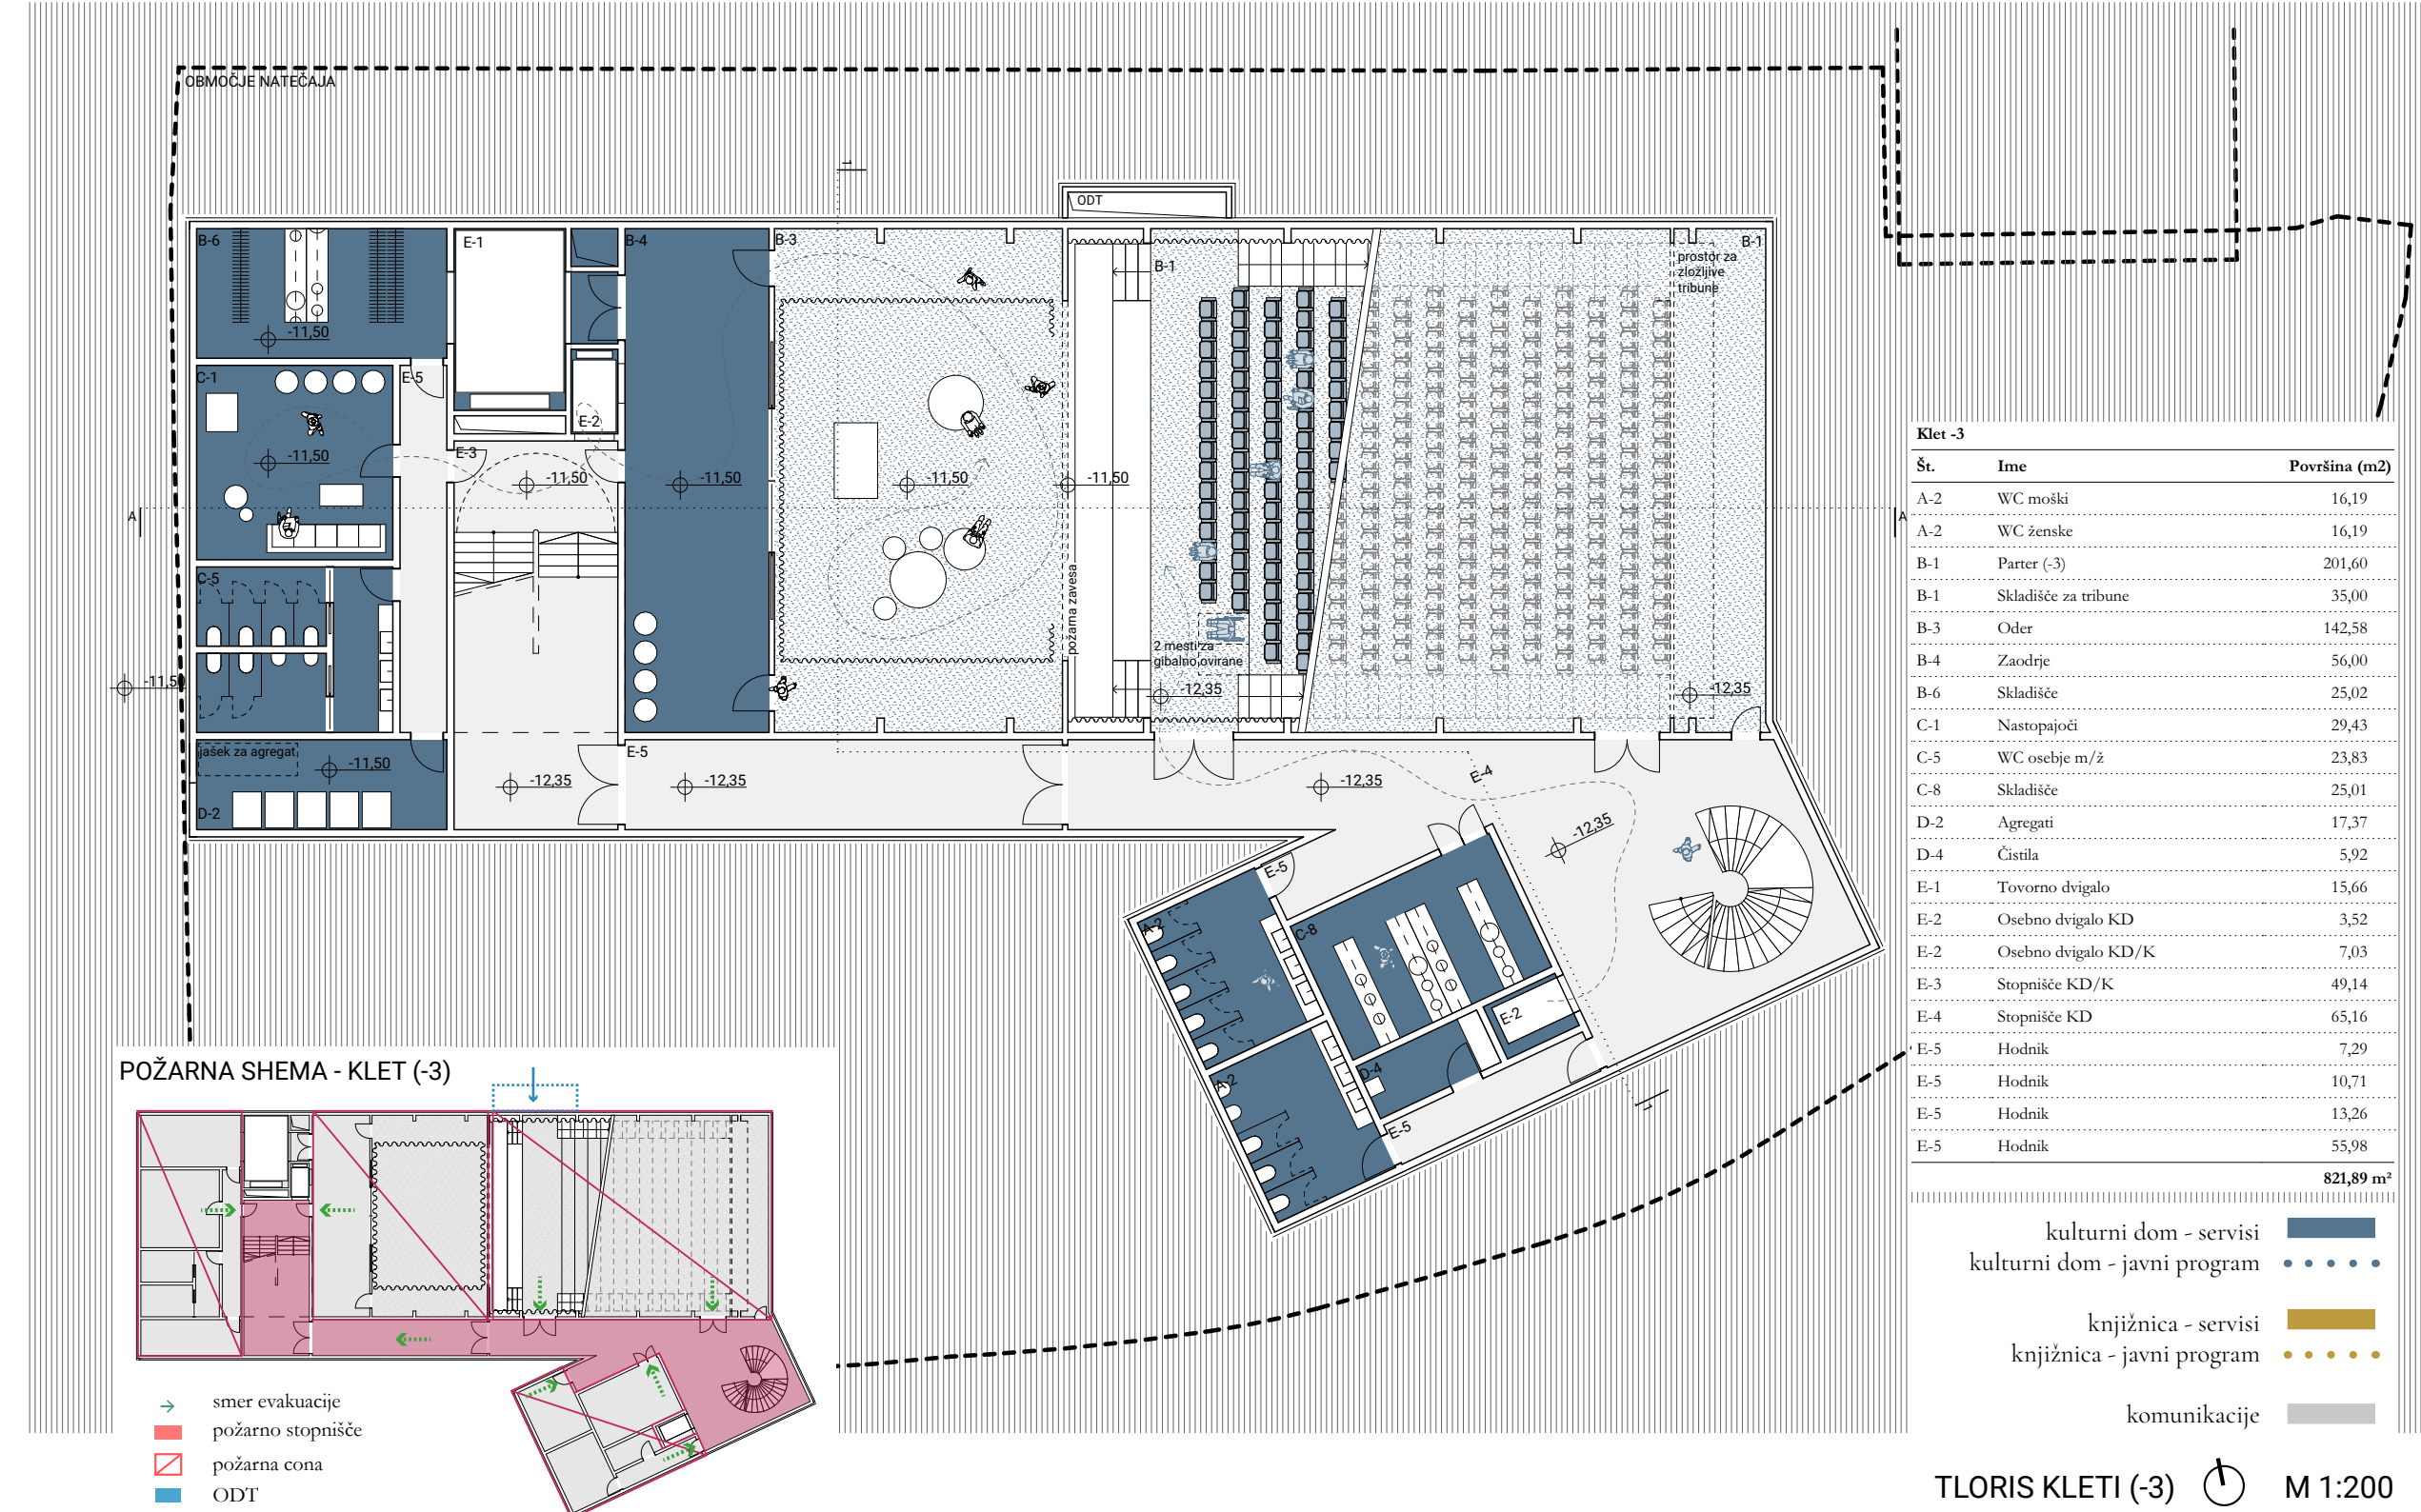 OBMOČJE NATEČAJA
1
ODT
B-6
E-1
B-4
B-3
B-1
B-1
prostor za
zložljive
tribune
-11,50
C-1
E-5
E-2
E-3
-11,50
-11,50
-11,50
-11,50
-11,50
A
A
C-5
požarna zavesa
2 mesti za
gibalno ovirane
-11,50
-12,35
-12,35
jašek za agregat
-11,50
E-5
E-4
-12,35
-12,35
-12,35
-12,35
D-2
E-5
A-2
C-8
E-2
D-4
A-2
E-5
1
Klet -3
Št. Ime Površina (m2)
A-2 WC moški 16,19
A-2 WC ženske 16,19
B-1 Parter (-3) 201,60
B-1 Skladišče za tribune 35,00
B-3 Oder 142,58
B-4 Zaodrje 56,00
B-6 Skladišče 25,02
C-1 Nastopajoči 29,43
C-5 WC osebje m/ž 23,83
C-8 Skladišče 25,01
D-2 Agregati 17,37
D-4 Čistila 5,92
E-1 Tovorno dvigalo 15,66
E-2 Osebno dvigalo KD 3,52
E-2 Osebno dvigalo KD/K 7,03
E-3 Stopnišče KD/K 49,14
E-4 Stopnišče KD 65,16
E-5 Hodnik 7,29
E-5 Hodnik 10,71
E-5 Hodnik 13,26
E-5 Hodnik 55,98
821,89 m²
POŽARNA SHEMA - KLET (-3)
smer evakuacije
požarno stopnišče
požarna cona
ODT
kulturni dom - servisi
kulturni dom - javni program
knjižnica - servisi
knjižnica - javni program
komunikacije
TLORIS KLETI (-3) M 1:200